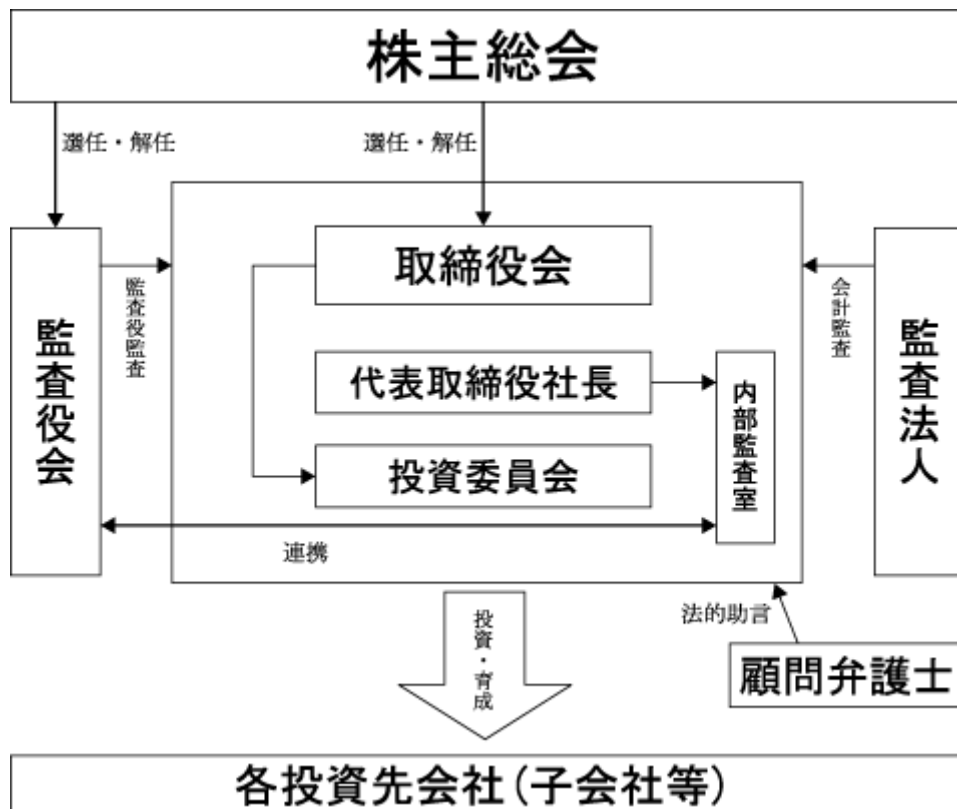 株主総会
選任・解任
選任・解任
取締役会
監査役会
監査役監査
会計監査
監査法人
代表取締役社長
内部監査室
投資委員会
連携
投資・育成
法的助言
顧問弁護士
各投資先会社(子会社等)